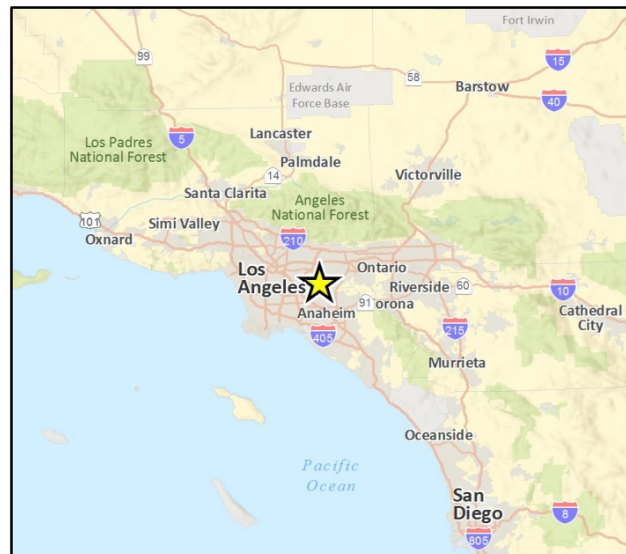 Fort Irwin
99
15
58
Edwards Air
Force Base
Barstow
40
Los Padres
National Forest
5
Lancaster
Palmdale
14
Victorville
Santa Clarita
Angeles
National Forest
101
Oxnard
Simi Valley
210
Los
Angeles
Ontario
Riverside
60
10
91
orona
Anaheim
Cathedral
City
405
215
Murrieta
Oceanside
Pacific
Ocean
San
Diego
8
805